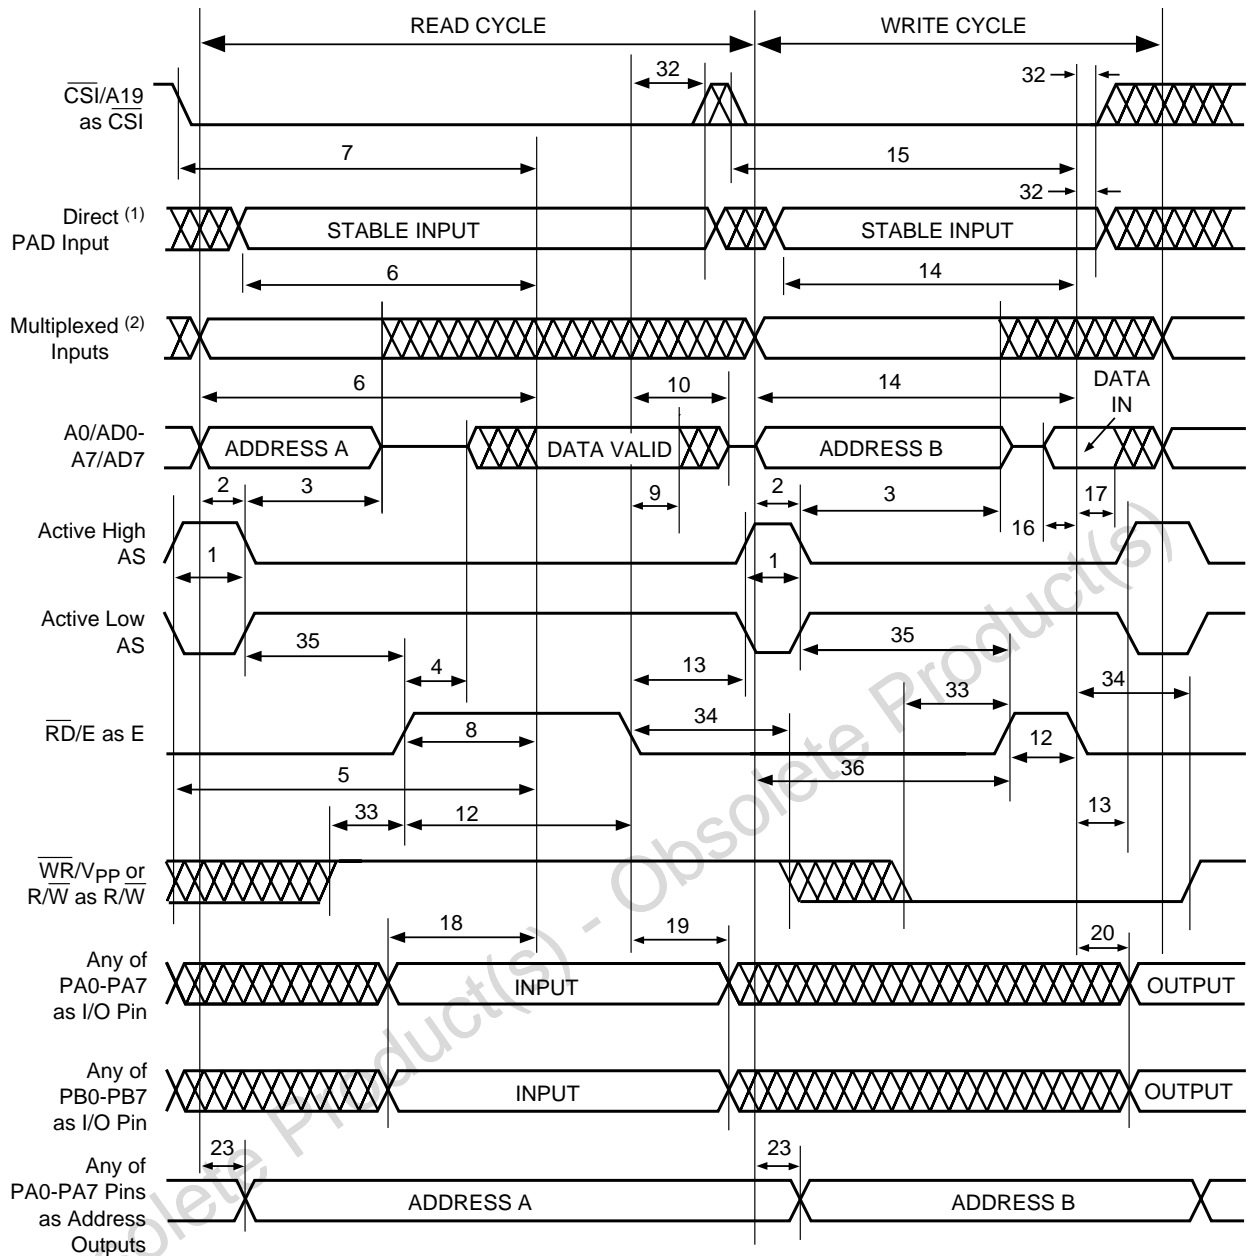 READ CYCLE WRITE CYCLE
32 32
CSI/A19
as CSI
7 15
32
Direct (1)
PAD Input
STABLE INPUT STABLE INPUT
6 14
Multiplexed (2)
Inputs
6 10 14 DATA
IN
A0/AD0-
A7/AD7
ADDRESS A DATA VALID ADDRESS B
2 3 9 2 3 16 17
Active High
AS
1 1
Active Low
AS
35 4 13 35 33 34
RD/E as E
8 34 12
5 36
33 12 13
WR/VPP or
R/W as R/W
18 19 20
Any of
PA0-PA7
as I/O Pin
INPUT OUTPUT
Any of
PB0-PB7
as I/O Pin
INPUT OUTPUT
23 23
Any of
PA0-PA7 Pins
as Address
Outputs
ADDRESS A ADDRESS B
Obsolete Product(s) - Obsolete Product(s)